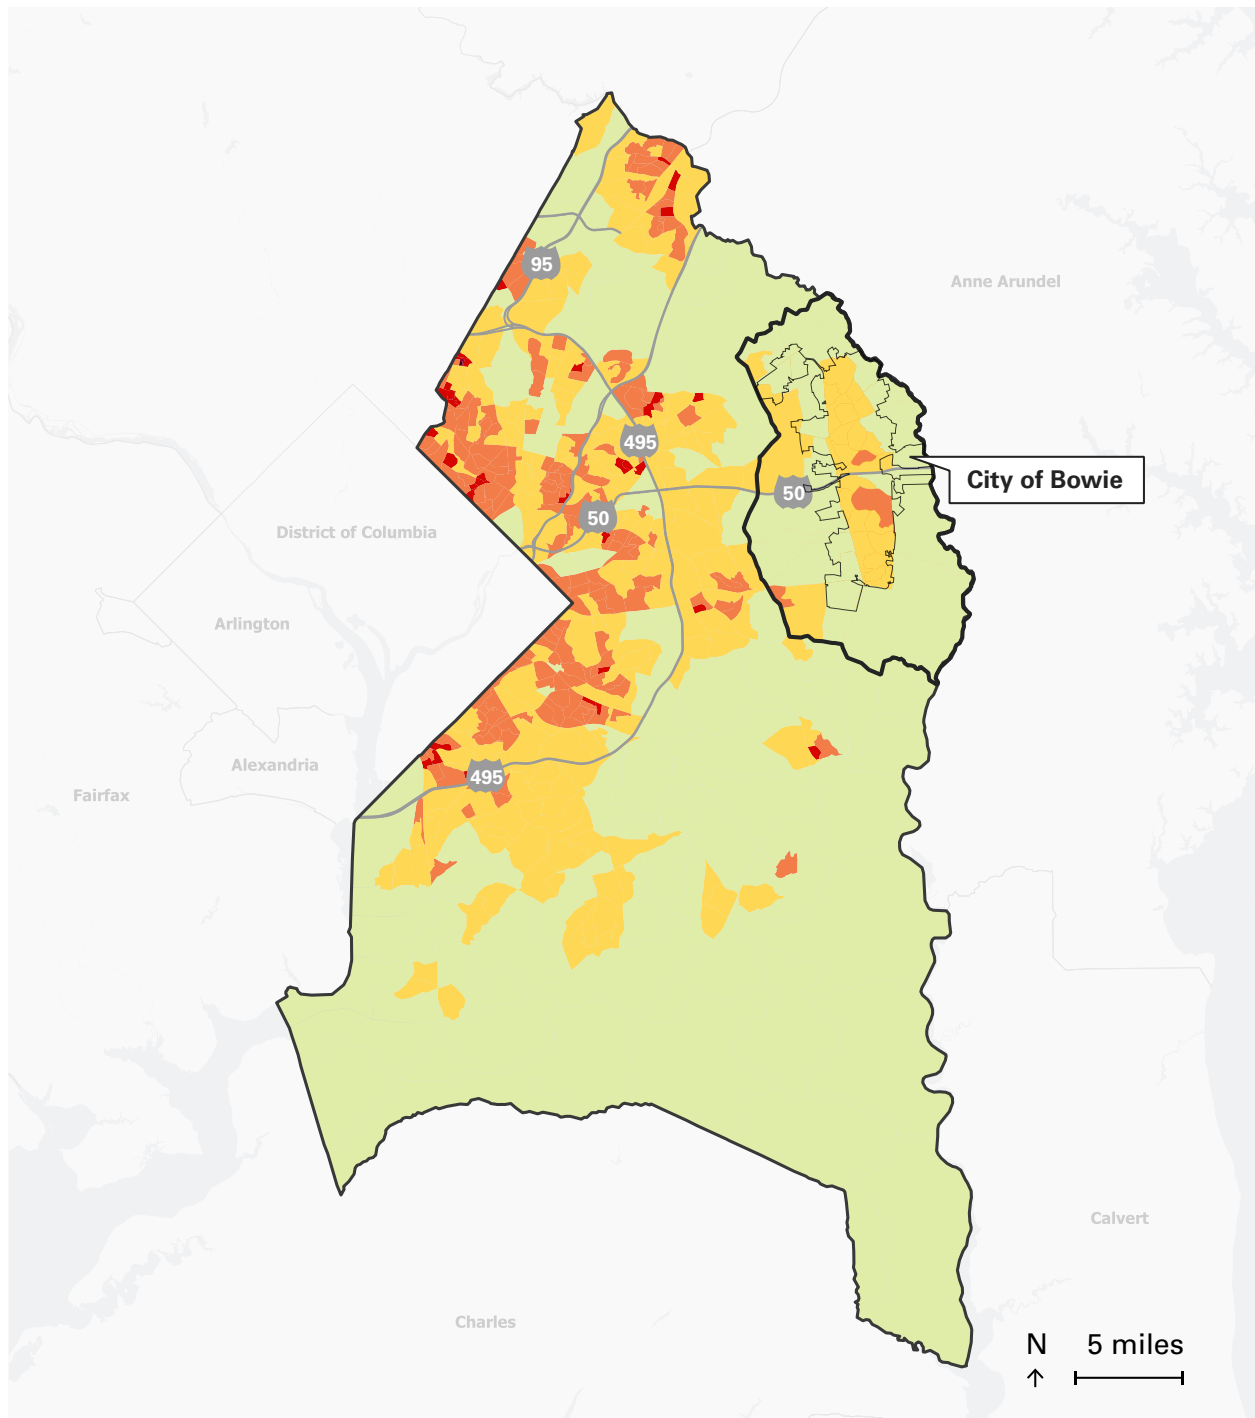 95
Anne Arundel
495
City of Bowie
50
50
District of Columbia
Arlington
Alexandria
495
Fairfax
Calvert
Charles
N
5 miles